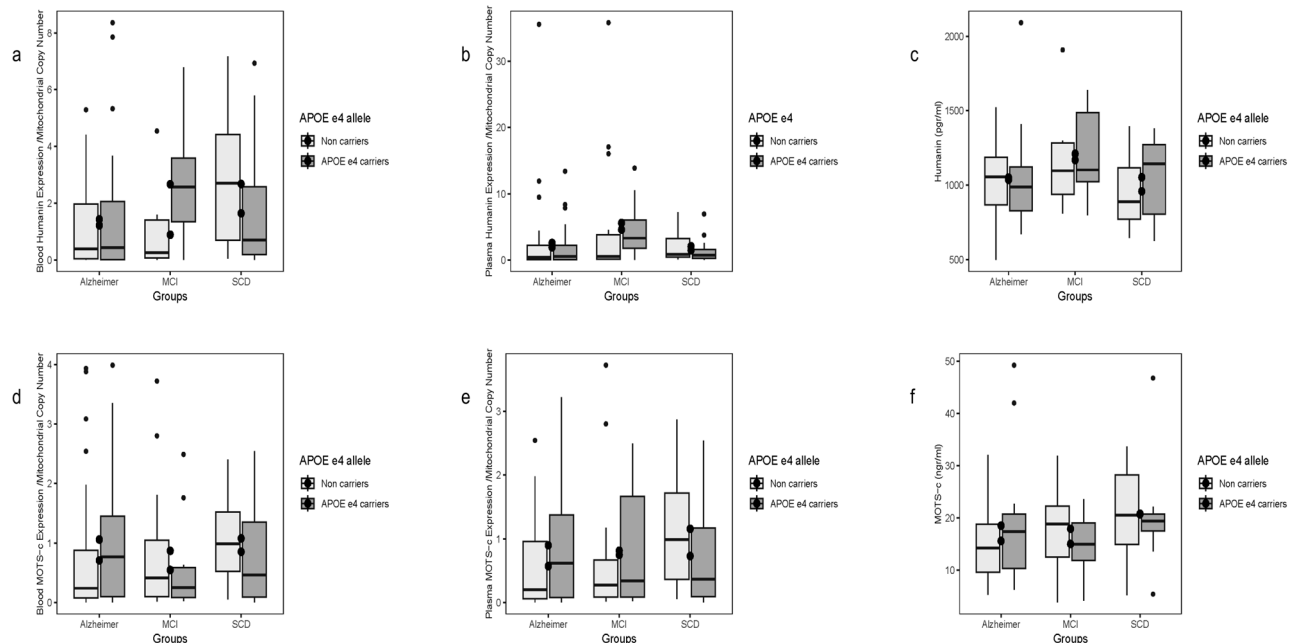 a
Blood Humanin Expression /Mitochondrial Copy Number
8
6
4
2
0
Alzheimer MCI SCD
Groups
APOE e4 allele
Non carriers
APOE e4 carriers
b
Plasma Humanin Expression/Mitochondrial Copy Number
30
20
10
0
Alzheimer MCI SCD
Groups
APOE e4
Non carriers
APOE e4 carriers
c
Humanin (pgr/ml)
2000
1500
1000
500
Alzheimer MCI SCD
Groups
APOE e4 allele
Non carriers
APOE e4 carriers
d
Blood MOTS-c Expression /Mitochondrial Copy Number
4
3
2
1
0
Alzheimer MCI SCD
Groups
APOE e4 allele
Non carriers
APOE e4 carriers
e
Plasma MOTS-c Expression /Mitochondrial Copy Number
3
2
1
0
Alzheimer MCI SCD
Groups
APOE e4 allele
Non carriers
APOE e4 carriers
f
MOTS-c (ngr/ml)
50
40
30
20
10
Alzheimer MCI SCD
Groups
APOE e4 allele
Non carriers
APOE e4 carriers